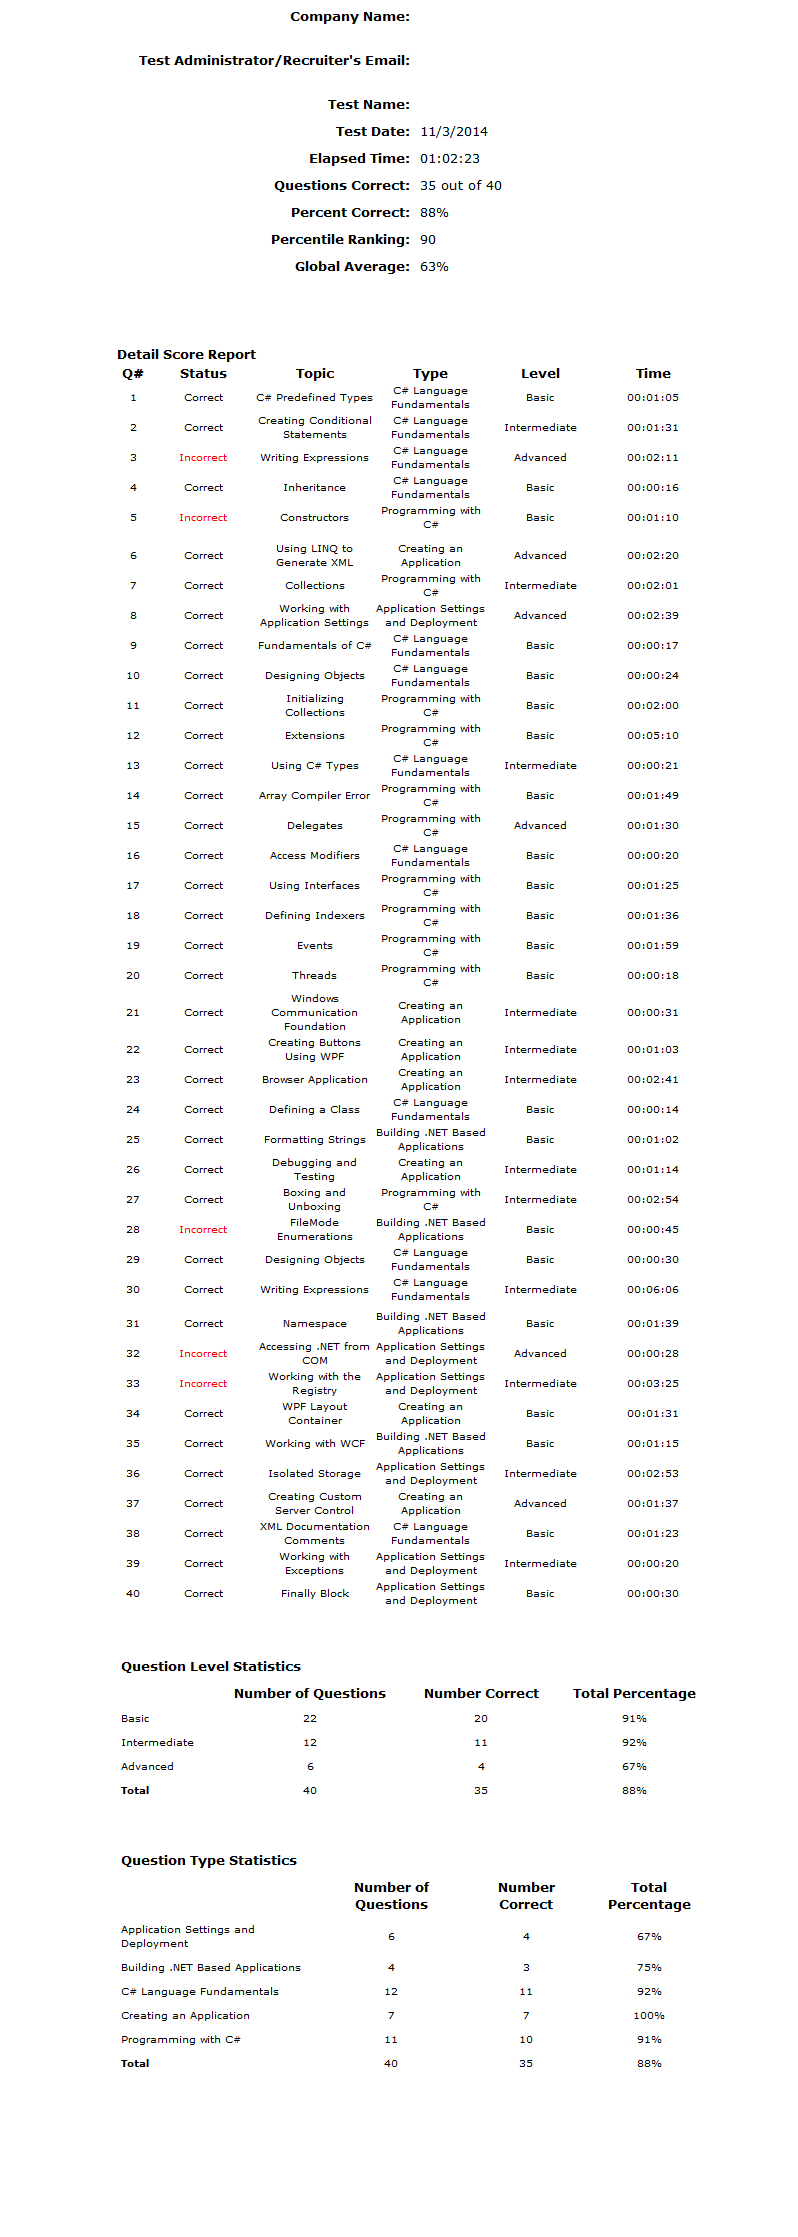 Company Name:
Test Administrator/Recruiter's Email:
Test Name:
Test Date: 11/3/2014
Elapsed Time: 01:02:23
Questions Correct: 35 out of 40
Percent Correct: 88%
Percentile Ranking: 90
Global Average: 63%
Detail Score Report
Q# Status Topic Type Level Time
1 Correct C# Predefined Types C# Language Fundamentals Basic 00:01:05
2 Correct Creating Conditional Statements C# Language Fundamentals Intermediate 00:01:31
3 Incorrect Writing Expressions C# Language Fundamentals Advanced 00:02:11
4 Correct Inheritance C# Language Fundamentals Basic 00:00:16
5 Incorrect Constructors Programming with C# Basic 00:01:10
6 Correct Using LINQ to Generate XML Creating an Application Advanced 00:02:20
7 Correct Collections Programming with C# Intermediate 00:02:01
8 Correct Working with Application Settings Application Settings and Deployment Advanced 00:02:39
9 Correct Fundamentals of C# C# Language Fundamentals Basic 00:00:17
10 Correct Designing Objects C# Language Fundamentals Basic 00:00:24
11 Correct Initializing Collections Programming with C# Basic 00:02:00
12 Correct Extensions Programming with C# Basic 00:05:10
13 Correct Using C# Types C# Language Fundamentals Intermediate 00:00:21
14 Correct Array Compiler Error Programming with C# Basic 00:01:49
15 Correct Delegates Programming with C# Advanced 00:01:30
16 Correct Access Modifiers C# Language Fundamentals Basic 00:00:20
17 Correct Using Interfaces Programming with C# Basic 00:01:25
18 Correct Defining Indexers Programming with C# Basic 00:01:36
19 Correct Events Programming with C# Basic 00:01:59
20 Correct Threads Programming with C# Basic 00:00:18
21 Correct Windows Communication Foundation Creating an Application Intermediate 00:00:31
22 Correct Creating Buttons Using WPF Creating an Application Intermediate 00:01:03
23 Correct Browser Application Creating an Application Intermediate 00:02:41
24 Correct Defining a Class C# Language Fundamentals Basic 00:00:14
25 Correct Formatting Strings Building .NET Based Applications Basic 00:01:02
26 Correct Debugging and Testing Creating an Application Intermediate 00:01:14
27 Correct Boxing and Unboxing Programming with C# Intermediate 00:02:54
28 Incorrect FileMode Enumerations Building .NET Based Applications Basic 00:00:45
29 Correct Designing Objects C# Language Fundamentals Basic 00:00:30
30 Correct Writing Expressions C# Language Fundamentals Intermediate 00:06:06
31 Correct Namespace Building .NET Based Applications Basic 00:01:39
32 Incorrect Accessing .NET from COM Application Settings and Deployment Advanced 00:00:28
33 Incorrect Working with the Registry Application Settings and Deployment Intermediate 00:03:25
34 Correct WPF Layout Container Creating an Application Basic 00:01:31
35 Correct Working with WCF Building .NET Based Applications Basic 00:01:15
36 Correct Isolated Storage Application Settings and Deployment Intermediate 00:02:53
37 Correct Creating Custom Server Control Creating an Application Advanced 00:01:37
38 Correct XML Documentation Comments C# Language Fundamentals Basic 00:01:23
39 Correct Working with Exceptions Application Settings and Deployment Intermediate 00:00:20
40 Correct Finally Block Application Settings and Deployment Basic 00:00:30
Question Level Statistics
Number of Questions Number Correct Total Percentage
Basic 22 20 91%
Intermediate 12 11 92%
Advanced 6 4 67%
Total 40 35 88%
Question Type Statistics
Number of Questions Number Correct Total Percentage
Application Settings and Deployment 6 4 67%
Building .NET Based Applications 4 3 75%
C# Language Fundamentals 12 11 92%
Creating an Application 7 7 100%
Programming with C# 11 10 91%
Total 40 35 88%